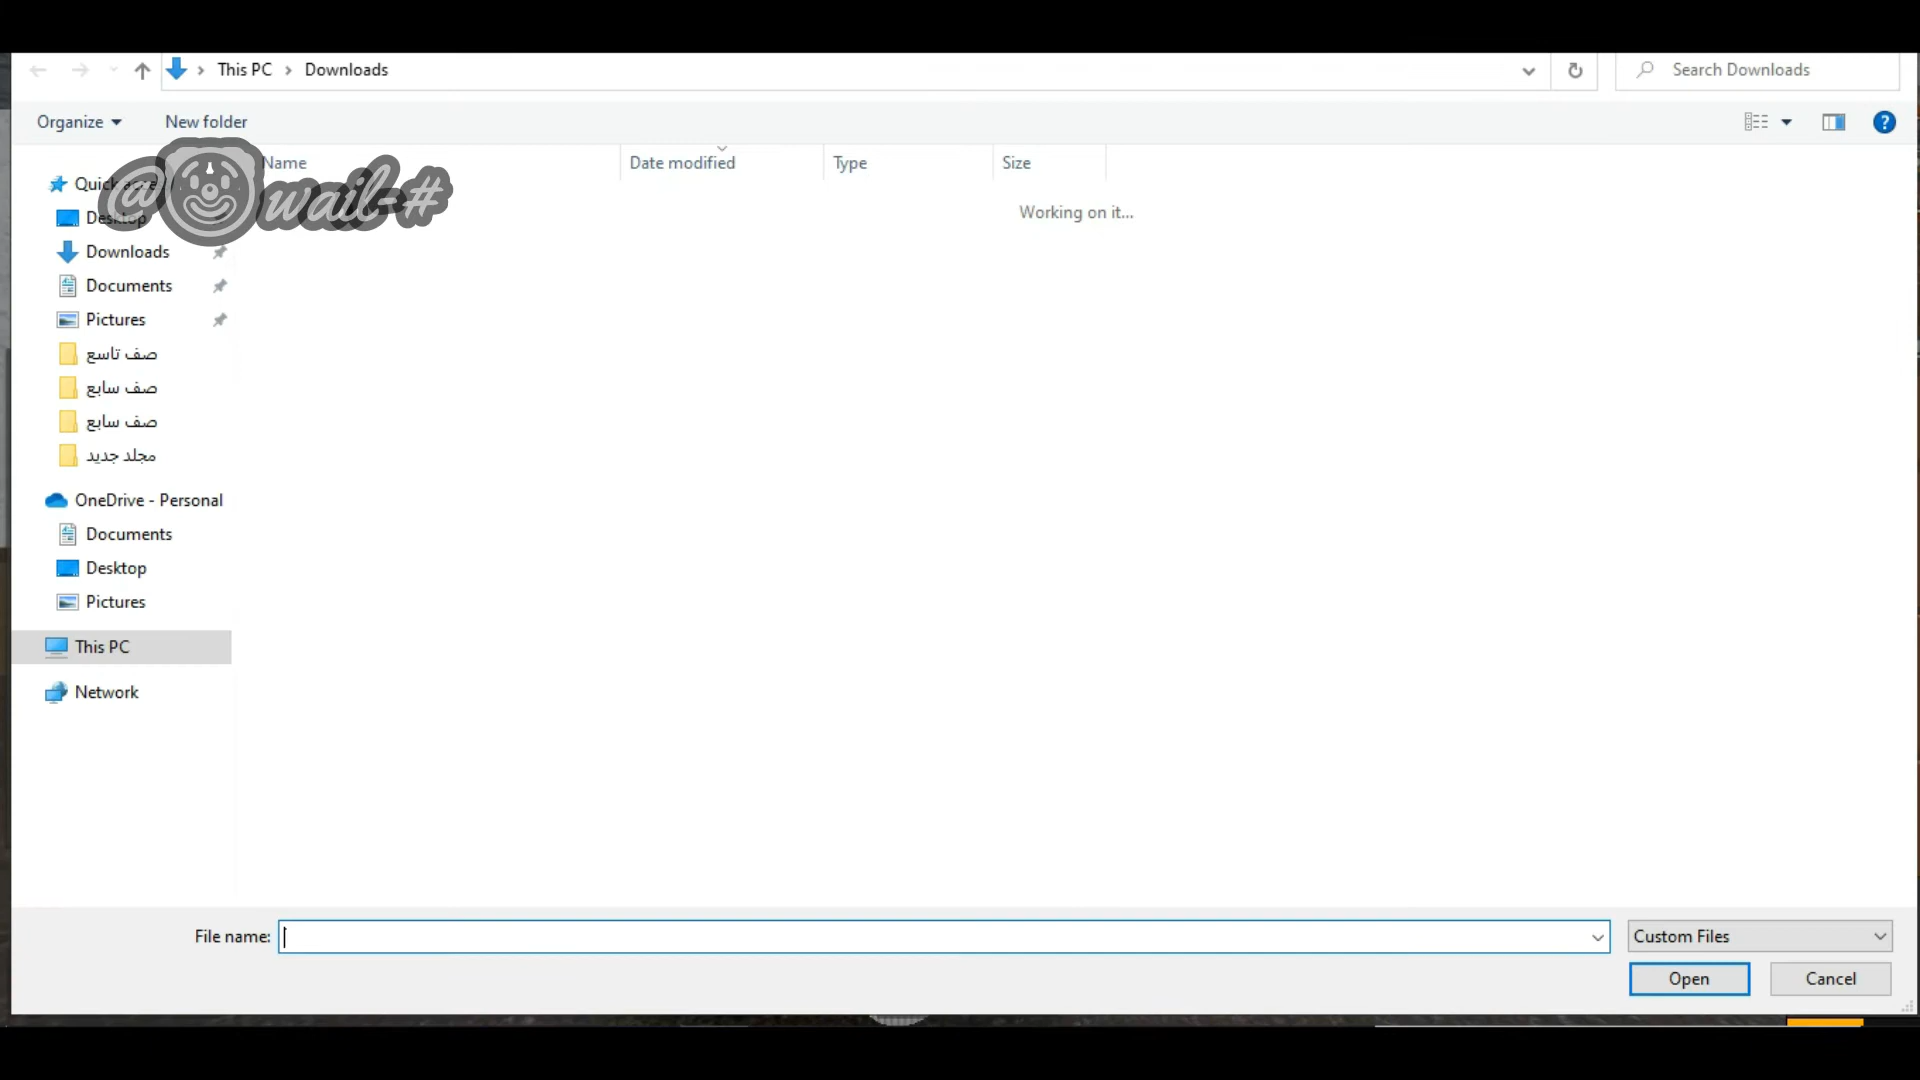 This PC > Downloads
Search Downloads
Organize
New folder
Name
Date modified
Type
Size
@wail-#
Quick access
Desktop
Working on it...
Downloads
Documents
Pictures
صف تاسع
صف سابع
صف سابع
مجلد جديد
OneDrive - Personal
Documents
Desktop
Pictures
This PC
Network
File name:
Custom Files
Open
Cancel